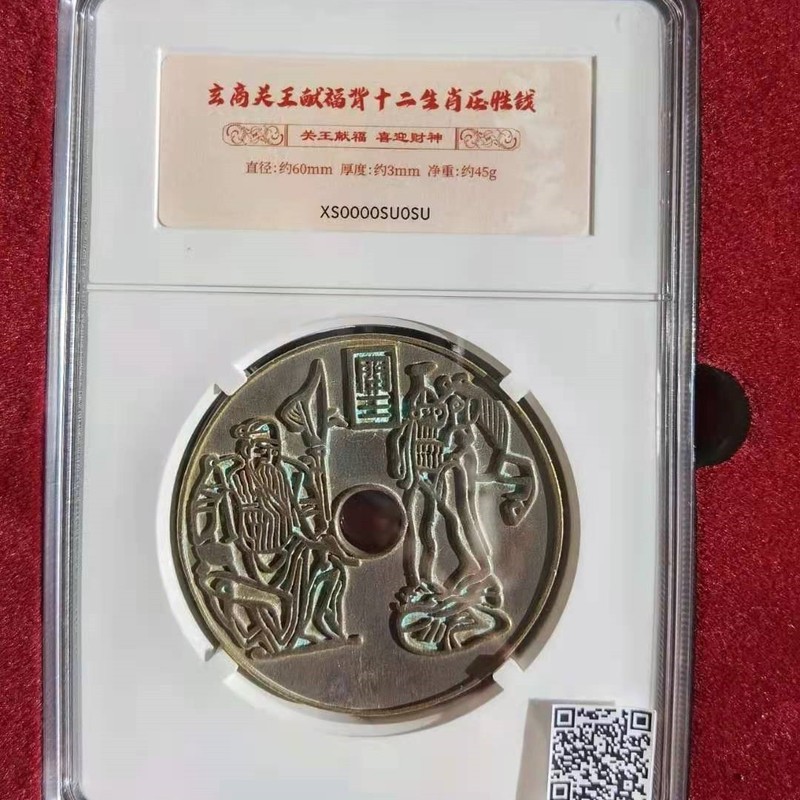 玄商关王献福背十二生肖压胜钱
关王献福 喜迎财神
直径:约60mm 厚度:约3mm 净重:约45g
XS0000SU0SU
關王